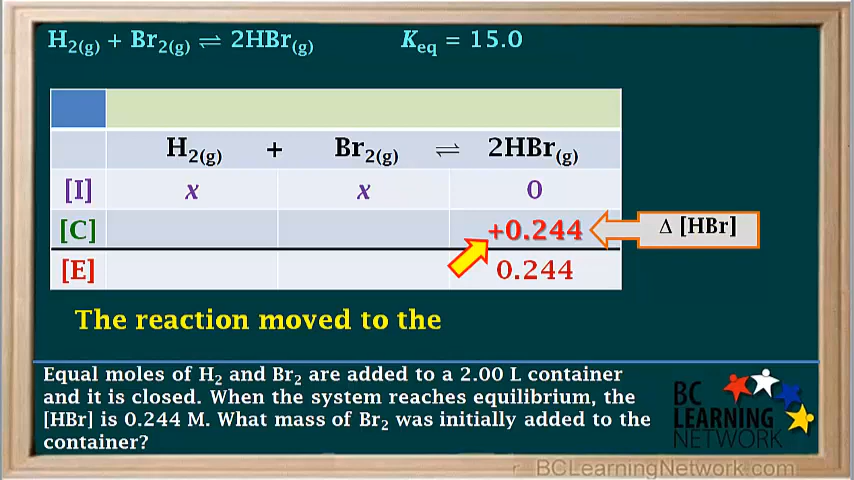 H₂(g) + Br₂(g) ⇌ 2HBr(g) Keq = 15.0
H₂(g) + Br₂(g) ⇌ 2HBr(g)
[I] x x 0
[C] +0.244 Δ [HBr]
[E] 0.244
The reaction moved to the
Equal moles of H₂ and Br₂ are added to a 2.00 L container
and it is closed. When the system reaches equilibrium, the
[HBr] is 0.244 M. What mass of Br₂ was initially added to the
container?
BC
LEARNING
NETWORK
BCLearningNetwork.com